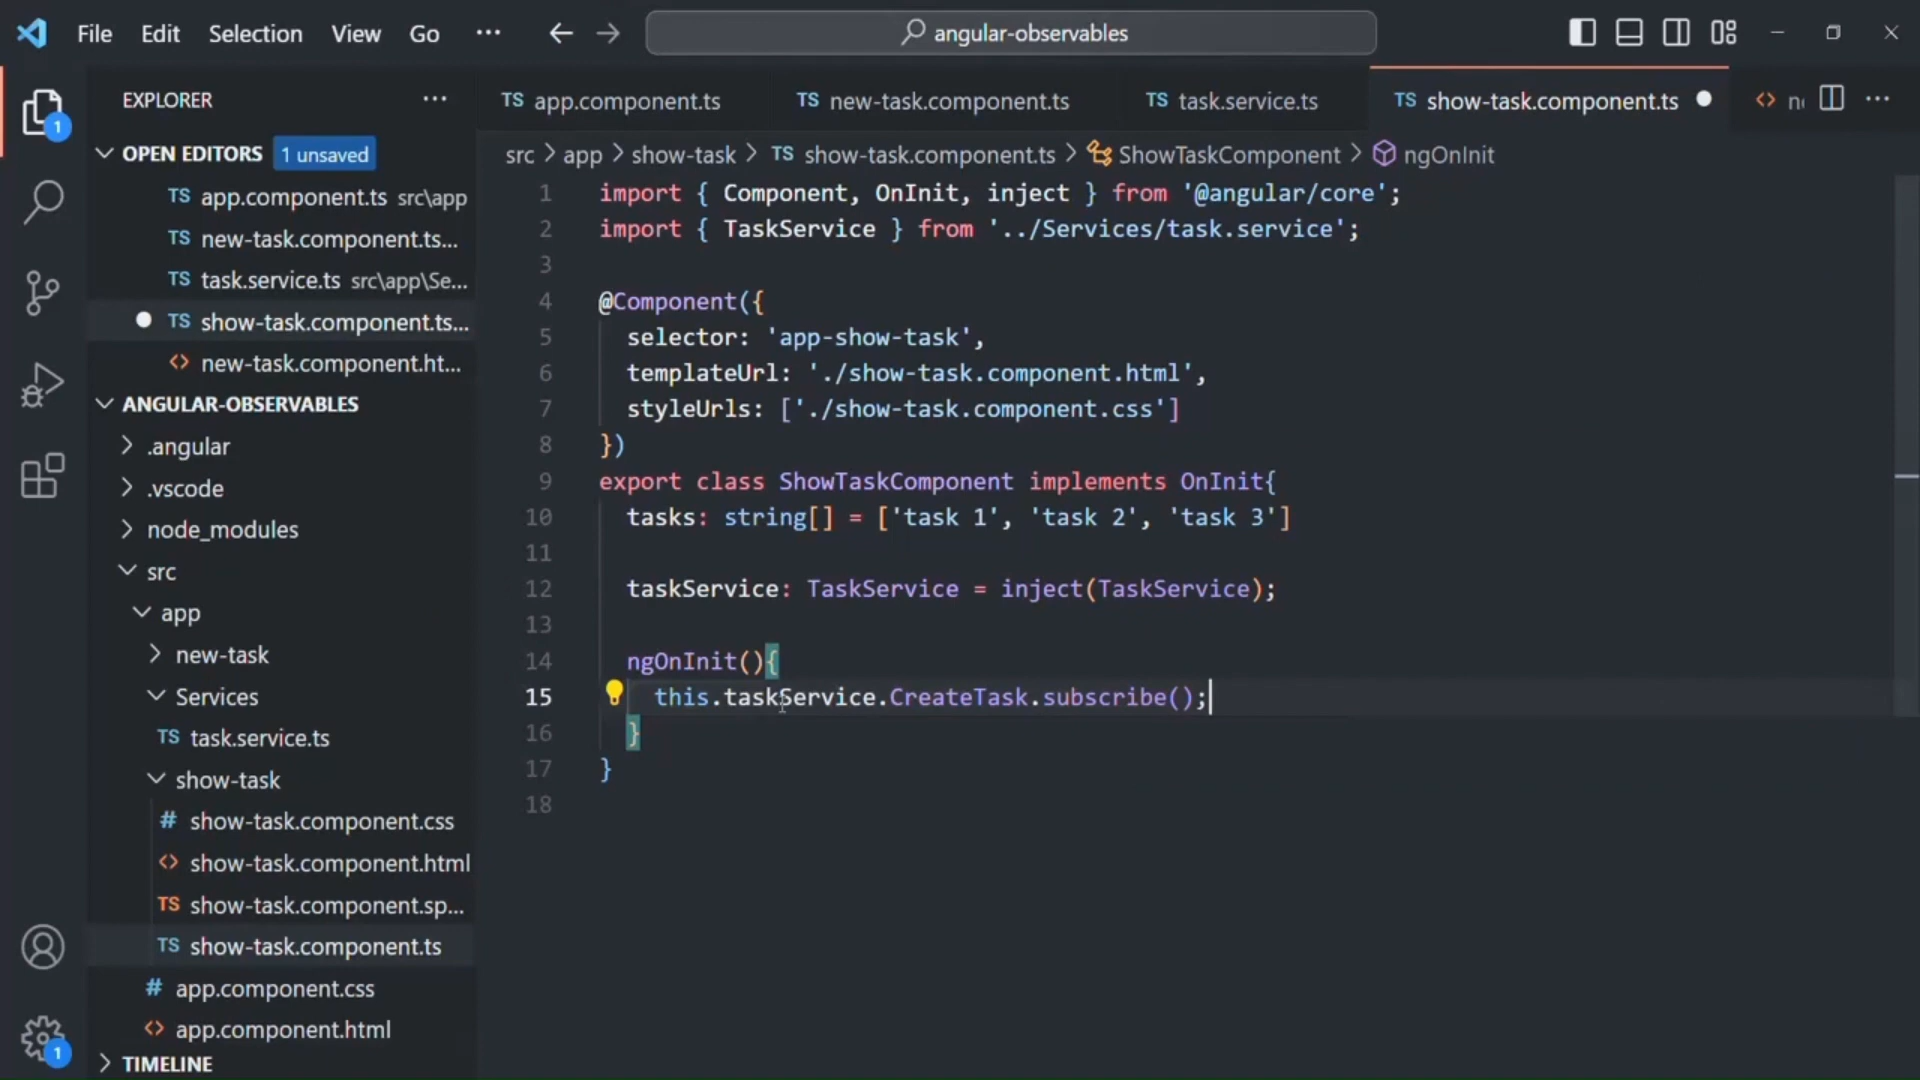 File Edit Selection View Go ··· angular-observables
EXPLORER ···
OPEN EDITORS 1 unsaved
TS app.component.ts src\app
TS new-task.component.ts...
TS task.service.ts src\app\Se...
TS show-task.component.ts...
<> new-task.component.ht...
ANGULAR-OBSERVABLES
.angular
.vscode
node_modules
src
app
new-task
Services
TS task.service.ts
show-task
# show-task.component.css
<> show-task.component.html
TS show-task.component.sp...
TS show-task.component.ts
# app.component.css
<> app.component.html
TIMELINE
1
1
TS app.component.ts TS new-task.component.ts TS task.service.ts TS show-task.component.ts <> ···
src > app > show-task > TS show-task.component.ts > ShowTaskComponent > ngOnInit
1 import { Component, OnInit, inject } from '@angular/core';
2 import { TaskService } from '../Services/task.service';
3
4 @Component({
5 selector: 'app-show-task',
6 templateUrl: './show-task.component.html',
7 styleUrls: ['./show-task.component.css']
8 })
9 export class ShowTaskComponent implements OnInit{
10 tasks: string[] = ['task 1', 'task 2', 'task 3']
11
12 taskService: TaskService = inject(TaskService);
13
14 ngOnInit(){
15 this.taskService.CreateTask.subscribe();
16 }
17 }
18